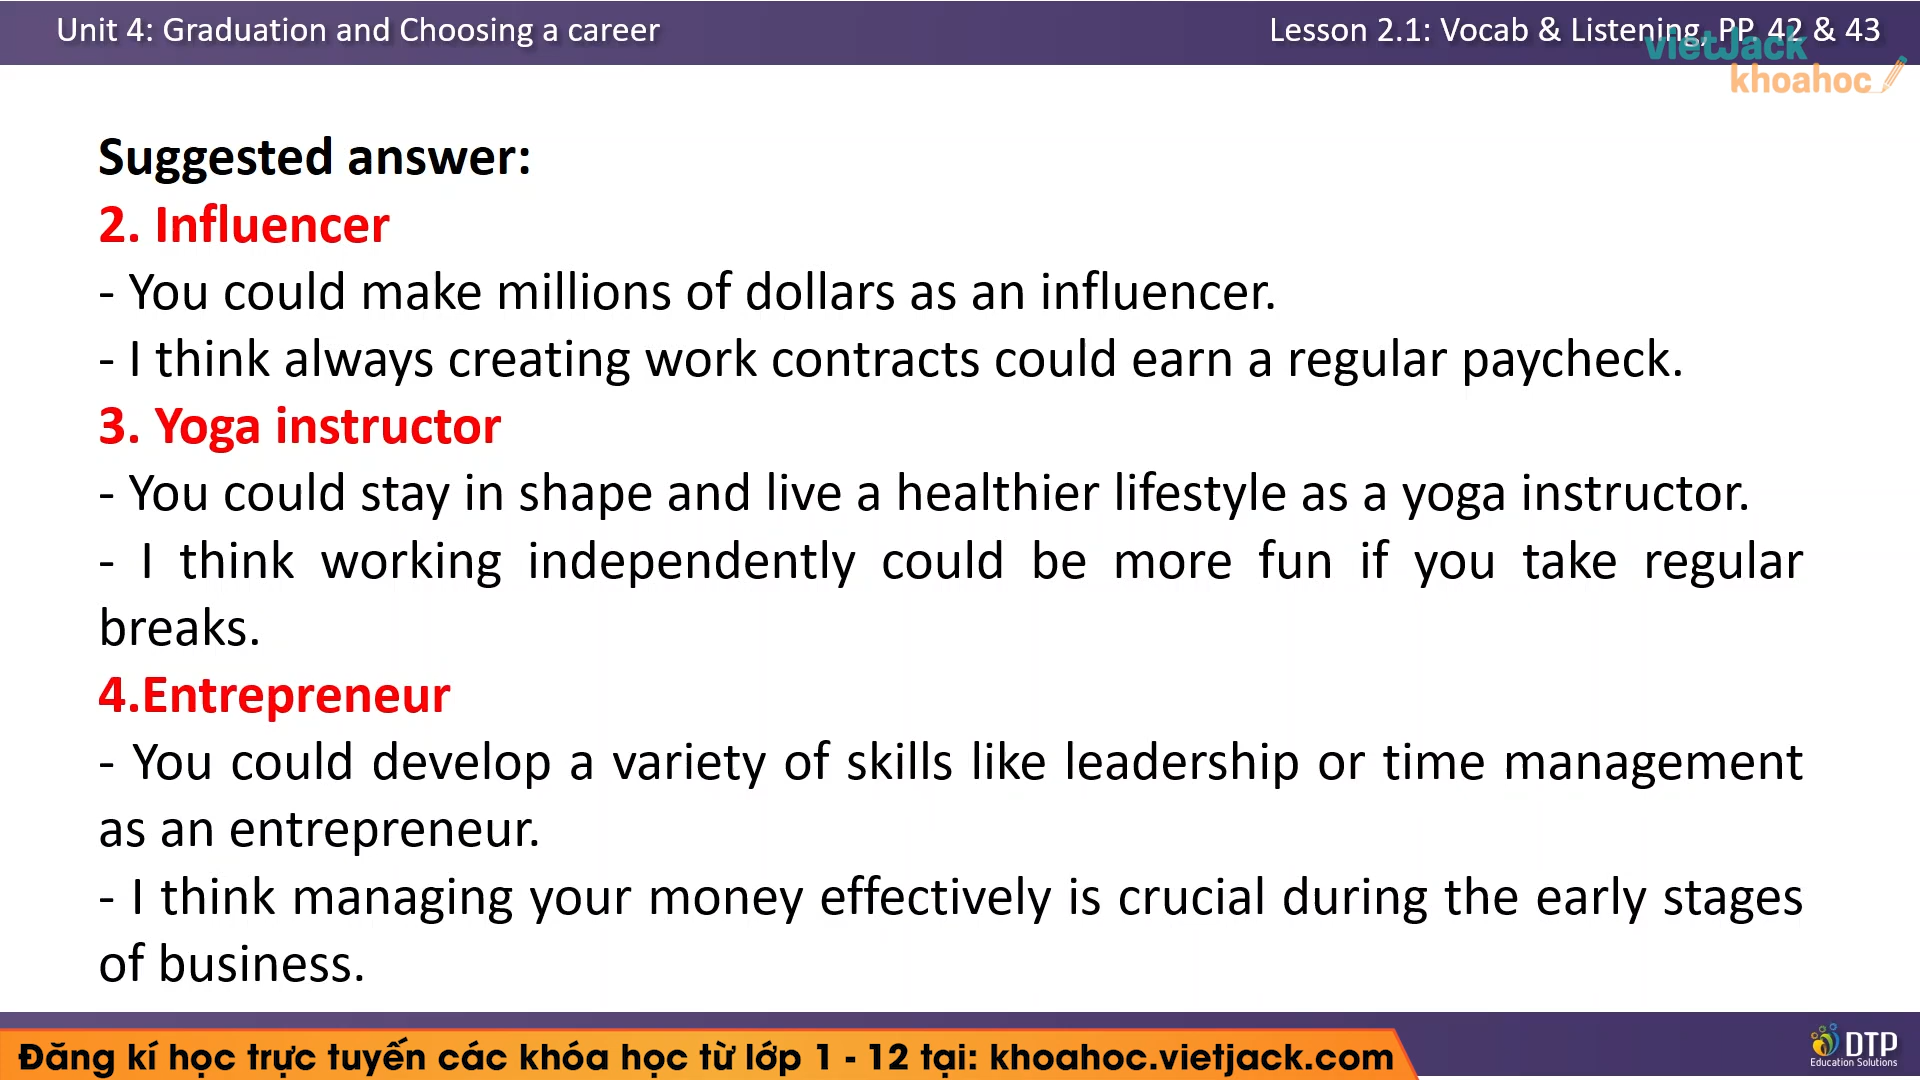 Unit 4: Graduation and Choosing a career
Lesson 2.1: Vocab & Listening, PP. 42 & 43
vietJack
khoahoc
Suggested answer:
2. Influencer
- You could make millions of dollars as an influencer.
- I think always creating work contracts could earn a regular paycheck.
3. Yoga instructor
- You could stay in shape and live a healthier lifestyle as a yoga instructor.
- I think working independently could be more fun if you take regular
breaks.
4.Entrepreneur
- You could develop a variety of skills like leadership or time management
as an entrepreneur.
- I think managing your money effectively is crucial during the early stages
of business.
Đăng kí học trực tuyến các khóa học từ lớp 1 - 12 tại: khoahoc.vietjack.com
DTP
Education Solutions